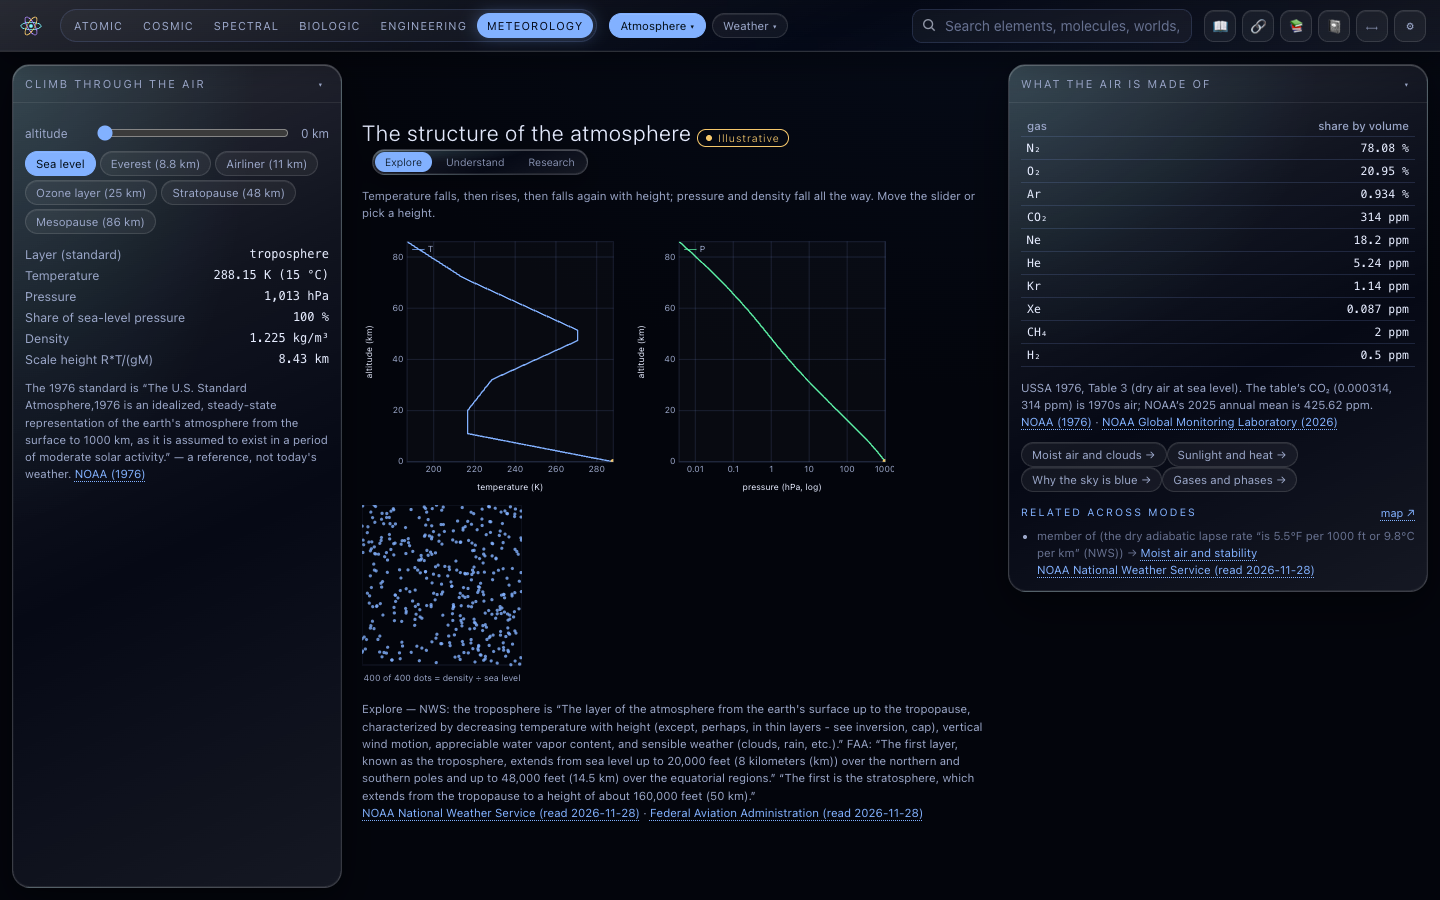 ATOMIC COSMIC SPECTRAL BIOLOGIC ENGINEERING METEOROLOGY Atmosphere ▾ Weather ▾ Search elements, molecules, worlds,
CLIMB THROUGH THE AIR
altitude 0 km
Sea level Everest (8.8 km) Airliner (11 km)
Ozone layer (25 km) Stratopause (48 km)
Mesopause (86 km)
Layer (standard) troposphere
Temperature 288.15 K (15 °C)
Pressure 1,013 hPa
Share of sea-level pressure 100 %
Density 1.225 kg/m³
Scale height R*T/(gM) 8.43 km
The 1976 standard is “The U.S. Standard
Atmosphere,1976 is an idealized, steady-state
representation of the earth's atmosphere from the
surface to 1000 km, as it is assumed to exist in a period
of moderate solar activity.” — a reference, not today's
weather. NOAA (1976)
The structure of the atmosphere Illustrative
Explore Understand Research
Temperature falls, then rises, then falls again with height; pressure and density fall all the way. Move the slider or
pick a height.
T
80
60
40
20
0
altitude (km)
200 220 240 260 280
temperature (K)
P
80
60
40
20
0
altitude (km)
0.01 0.1 1 10 100 1000
pressure (hPa, log)
400 of 400 dots = density ÷ sea level
Explore — NWS: the troposphere is “The layer of the atmosphere from the earth's surface up to the tropopause,
characterized by decreasing temperature with height (except, perhaps, in thin layers - see inversion, cap), vertical
wind motion, appreciable water vapor content, and sensible weather (clouds, rain, etc.).” FAA: “The first layer,
known as the troposphere, extends from sea level up to 20,000 feet (8 kilometers (km)) over the northern and
southern poles and up to 48,000 feet (14.5 km) over the equatorial regions.” “The first is the stratosphere, which
extends from the tropopause to a height of about 160,000 feet (50 km).”
NOAA National Weather Service (read 2026-11-28) · Federal Aviation Administration (read 2026-11-28)
WHAT THE AIR IS MADE OF
gas share by volume
N₂ 78.08 %
O₂ 20.95 %
Ar 0.934 %
CO₂ 314 ppm
Ne 18.2 ppm
He 5.24 ppm
Kr 1.14 ppm
Xe 0.087 ppm
CH₄ 2 ppm
H₂ 0.5 ppm
USSA 1976, Table 3 (dry air at sea level). The table's CO₂ (0.000314,
314 ppm) is 1970s air; NOAA's 2025 annual mean is 425.62 ppm.
NOAA (1976) · NOAA Global Monitoring Laboratory (2026)
Moist air and clouds → Sunlight and heat →
Why the sky is blue → Gases and phases →
RELATED ACROSS MODES map ↗
• member of (the dry adiabatic lapse rate “is 5.5°F per 1000 ft or 9.8°C
per km” (NWS)) → Moist air and stability
NOAA National Weather Service (read 2026-11-28)